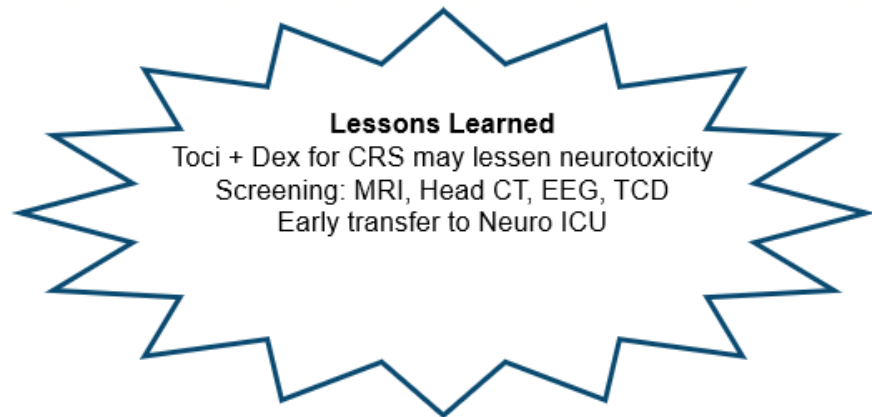 Lessons Learned
Toci + Dex for CRS may lessen neurotoxicity
Screening: MRI, Head CT, EEG, TCD
Early transfer to Neuro ICU